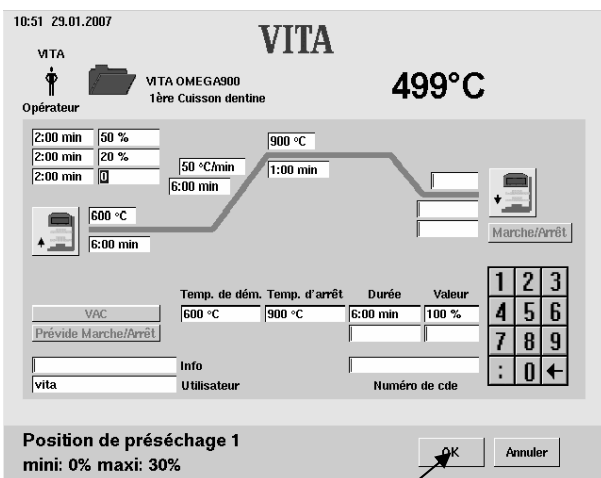 10:51 29.01.2007
VITA
VITA
Opérateur
VITA OMEGA900
1ère Cuisson dentine
499°C
2:00 min 50 %
2:00 min 20 %
2:00 min 0
50 °C/min
6:00 min
900 °C
1:00 min
600 °C
6:00 min
Marche/Arrêt
Temp. de dém. Temp. d'arrêt Durée Valeur
VAC 600 °C 900 °C 6:00 min 100 %
Prévide Marche/Arrêt
Info
vita Utilisateur Numéro de cde
1 2 3
4 5 6
7 8 9
: 0 ←
Position de préséchage 1
mini: 0% maxi: 30%
OK Annuler